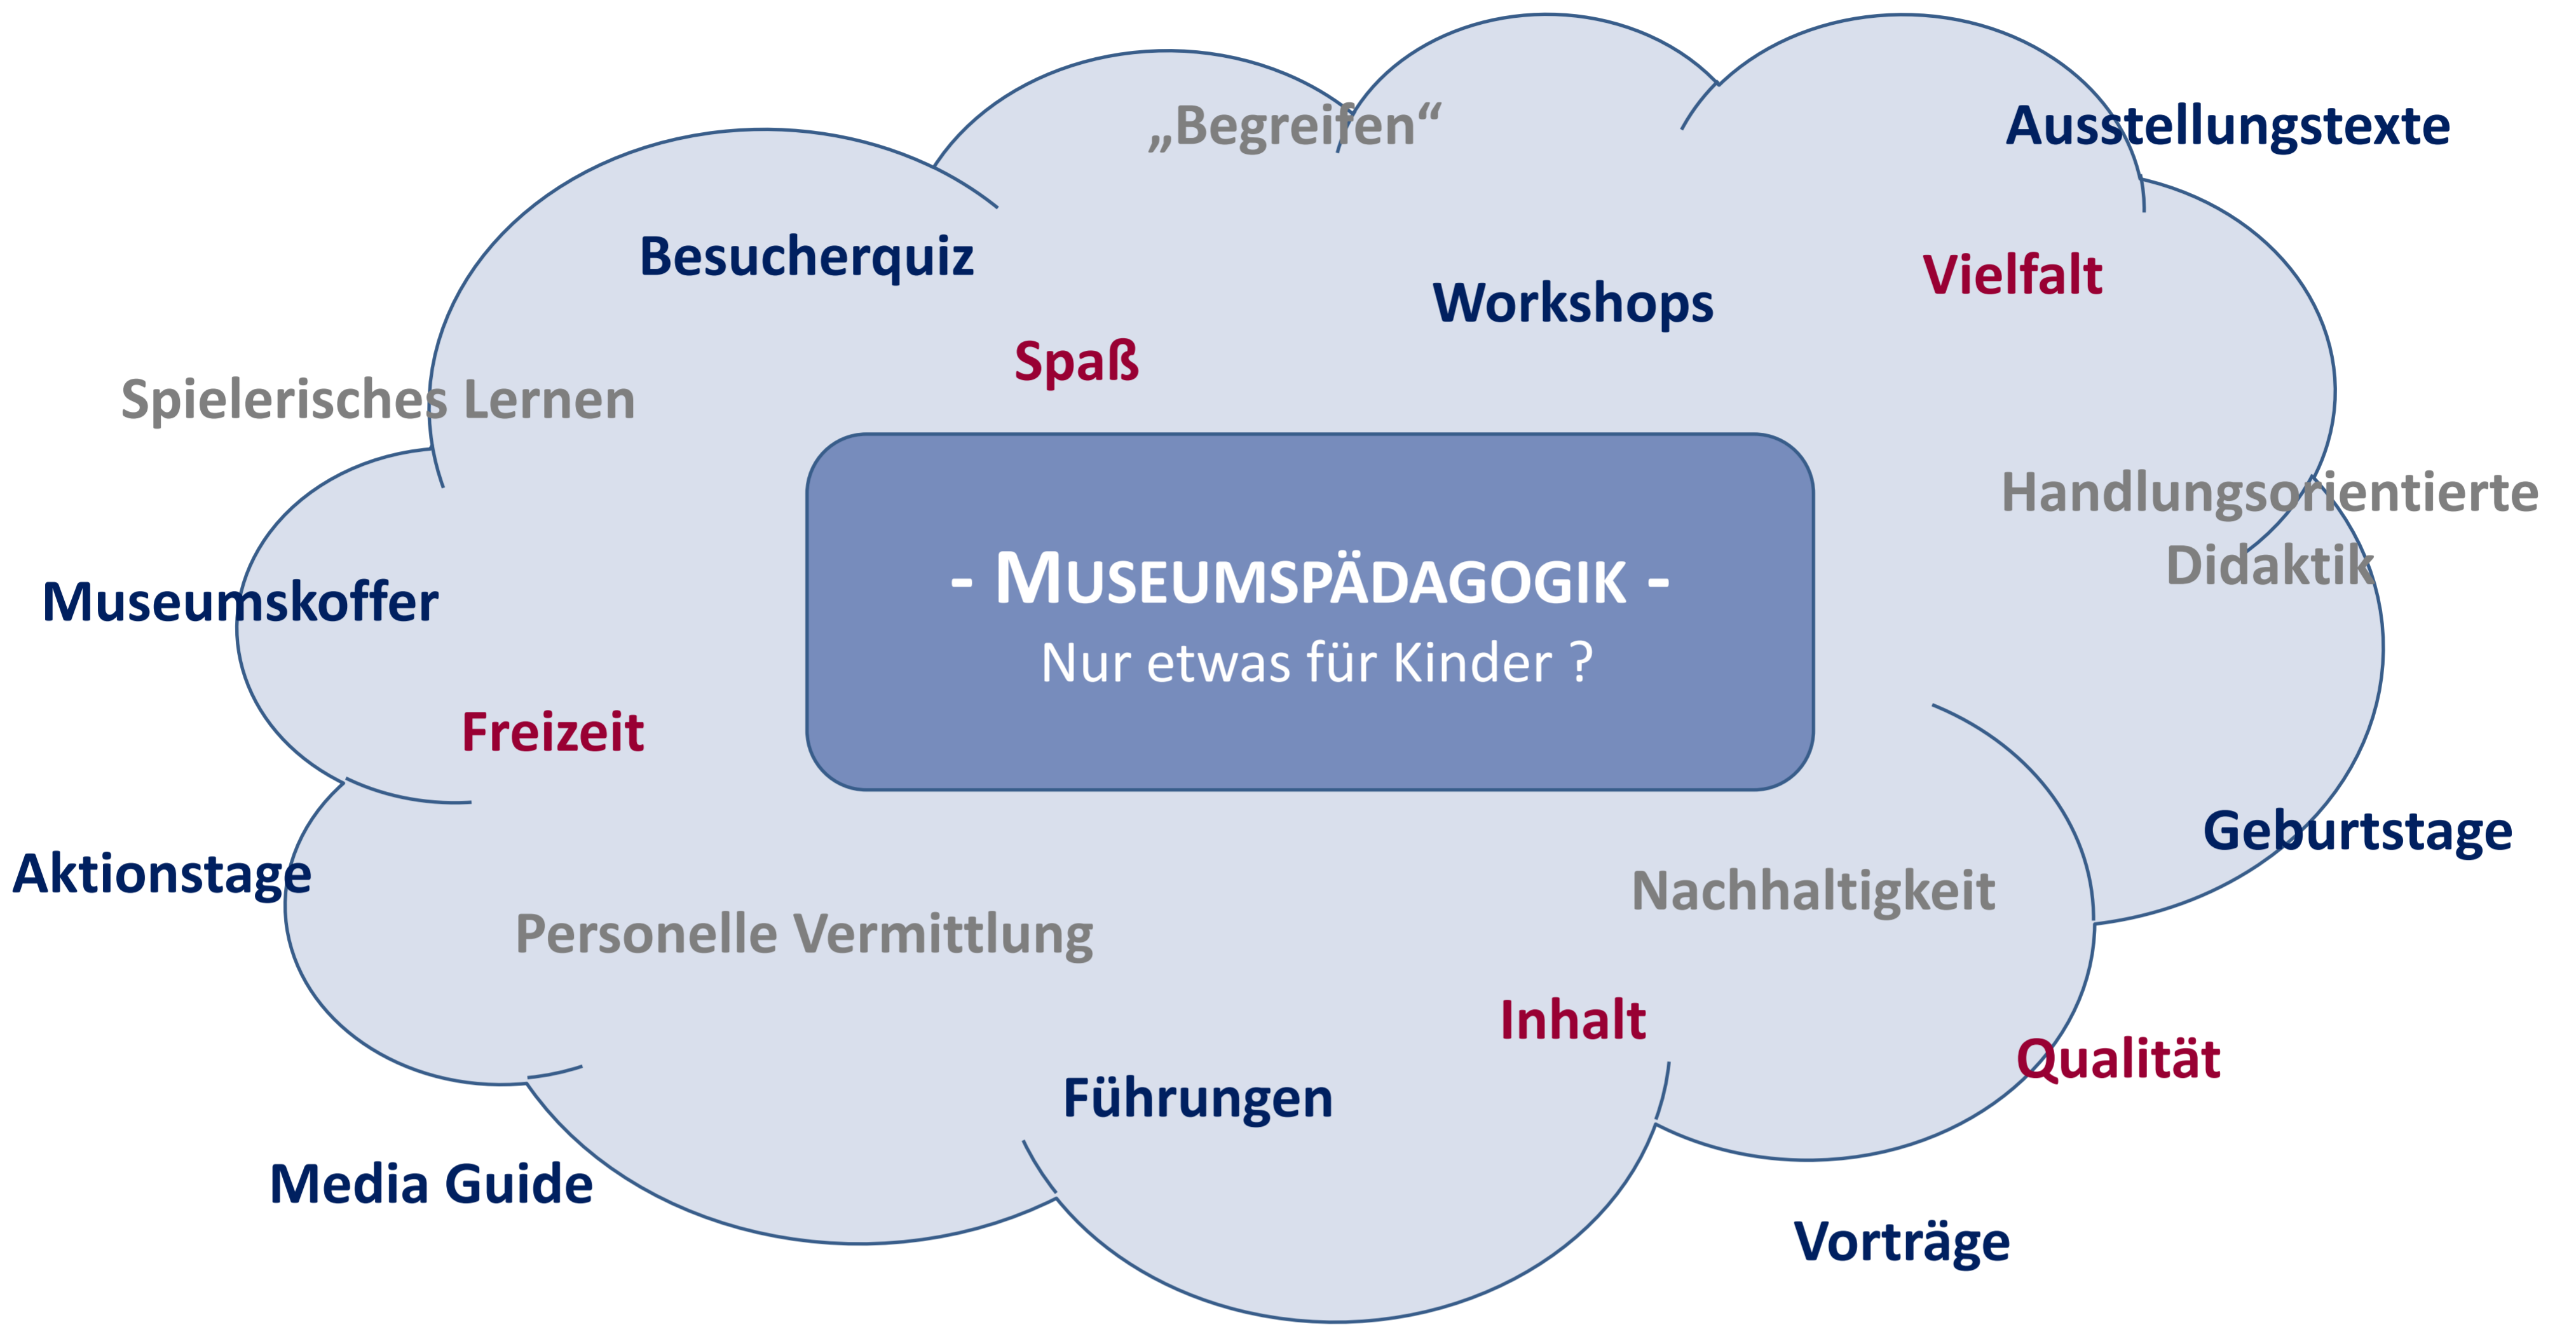 „Begreifen“
Ausstellungstexte
Besucherquiz
Vielfalt
Workshops
Spaß
Spielerisches Lernen
Handlungsorientierte
Didaktik
- MUSEUMSPÄDAGOGIK -
Nur etwas für Kinder ?
Museumskoffer
Freizeit
Geburtstage
Aktionstage
Nachhaltigkeit
Personelle Vermittlung
Inhalt
Qualität
Führungen
Media Guide
Vorträge